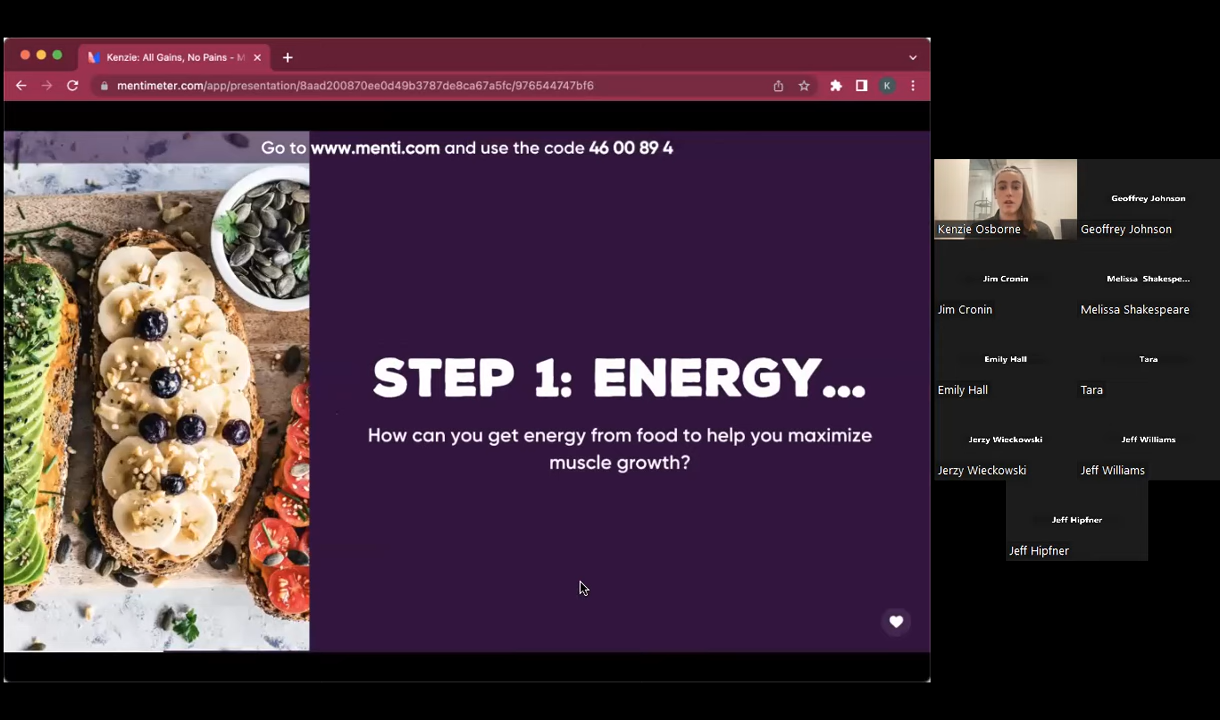 Kenzie: All Gains, No Pains - M
mentimeter.com/app/presentation/8aad200870ee0d49b3787de8ca67a5fc/976544747bf6
K
Go to www.menti.com and use the code 46 00 89 4
STEP 1: ENERGY...
How can you get energy from food to help you maximize
muscle growth?
Kenzie Osborne
Geoffrey Johnson
Geoffrey Johnson
Jim Cronin
Jim Cronin
Melissa Shakespe...
Melissa Shakespeare
Emily Hall
Emily Hall
Tara
Tara
Jerzy Wieckowski
Jerzy Wieckowski
Jeff Williams
Jeff Williams
Jeff Hipfner
Jeff Hipfner